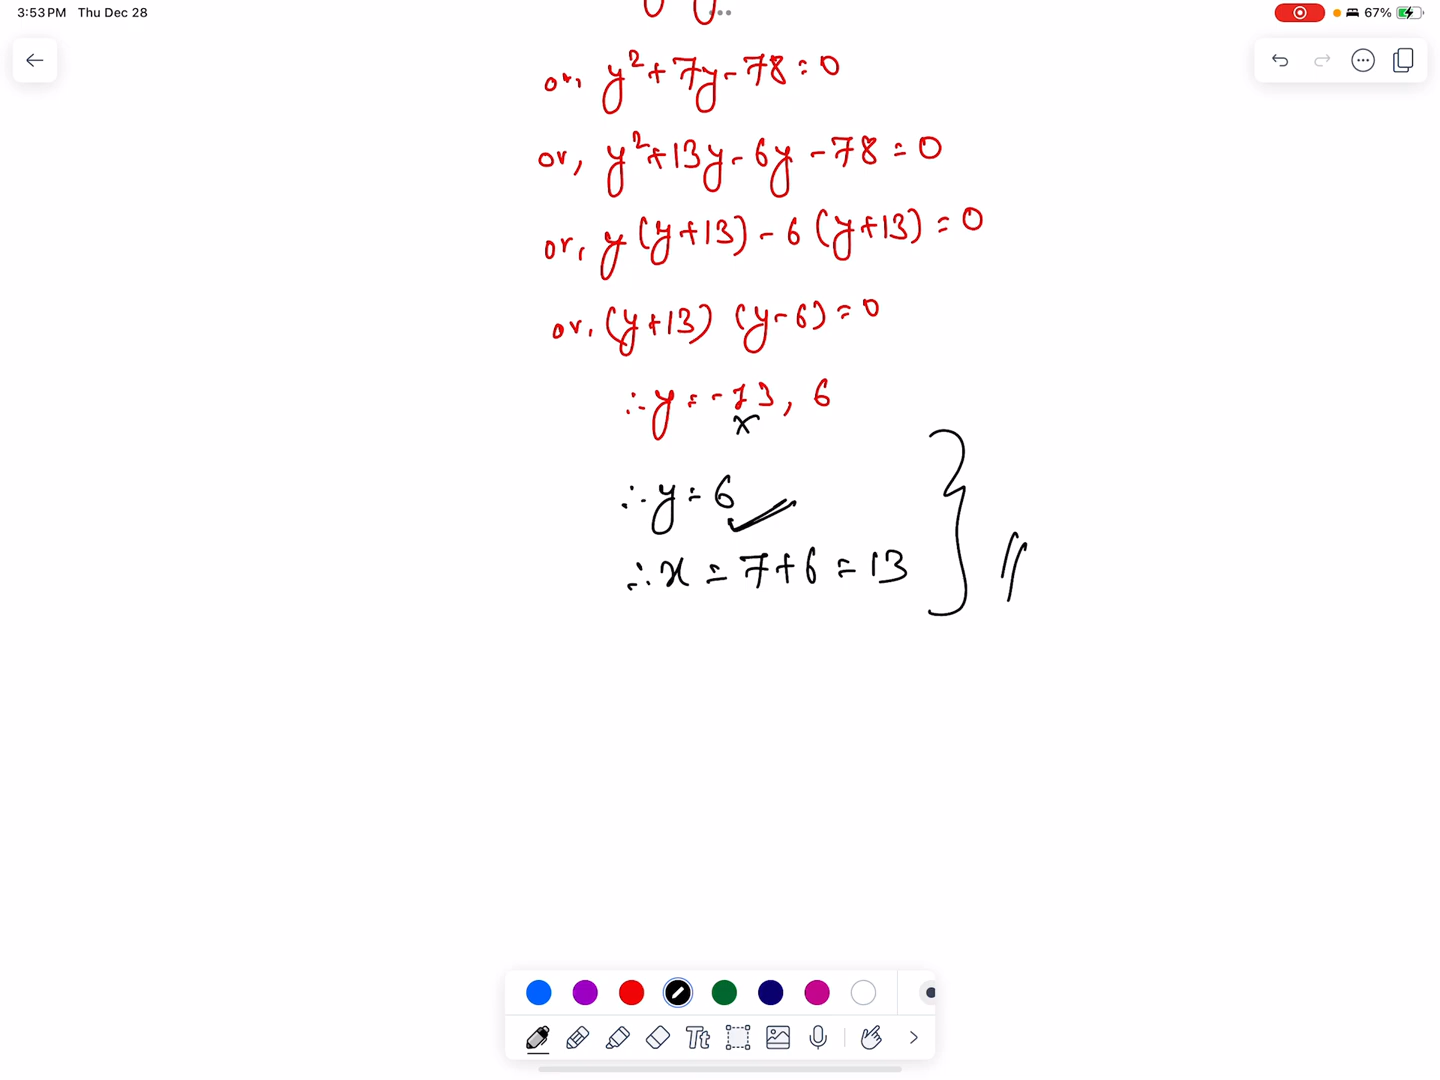 3:53 PM Thu Dec 28
67%
or, y²+7y-78=0
or, y²+13y-6y-78=0
or, y(y+13)-6(y+13)=0
or, (y+13) (y-6)=0
∴y=-13, 6
x
∴y=6
∴x=7+6=13
Tt